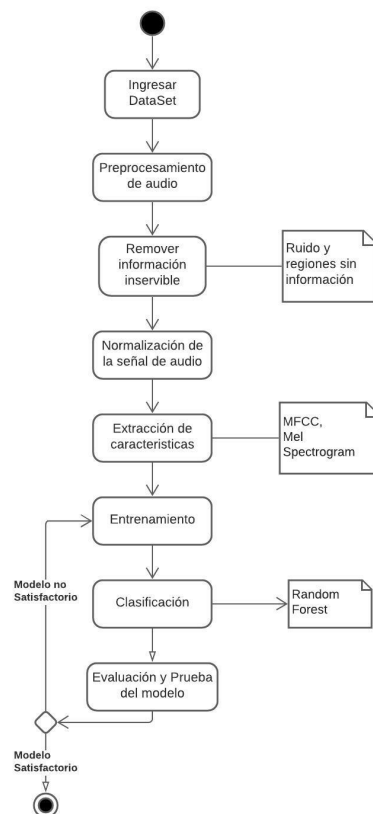 Ingresar
DataSet
Preprocesamiento
de audio
Remover
información
inservible
Ruido y
regiones sin
información
Normalización de
la señal de audio
Extracción de
caracteristicas
MFCC,
Mel
Spectrogram
Entrenamiento
Modelo no
Satisfactorio
Clasificación
Random
Forest
Evaluación y Prueba
del modelo
Modelo
Satisfactorio